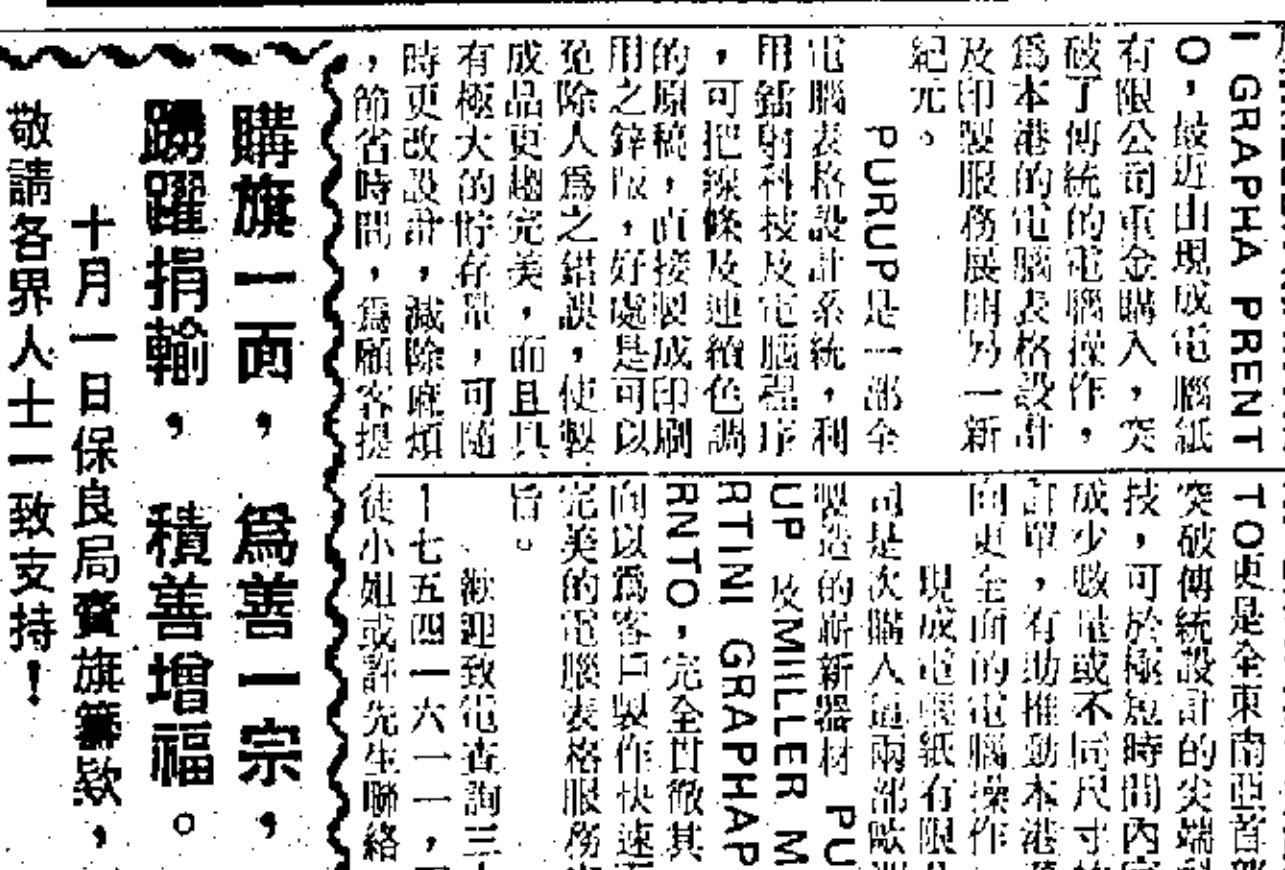 I GRAPHA PRENT
O，最近由現成電腦紙
有限公司重金購入，突
破了傳統的電腦操作，
爲本港的電腦表格設計
及印製服務展開另一新
紀元。
PURUP是一部全
電腦表格設計系統，利
用鐳射科技及電腦程序
，可把線條及連續色調
的原稿，直接製成印刷
用之鋅版，好處是可以
免除人爲之錯誤，使製
成品更趨完美，而且具
有極大的貯存量，可隨
時更改設計，減除麻煩
，節省時間，爲顧客提
TO更是全東南亞首部
突破傳統設計的尖端科
技，可於極短時間內完
成少數量或不同尺寸的
訂單，有助推動本港
面更全面的電腦操作
現成電腦紙有限
司是次購入這兩部歐洲
製造的嶄新器材 PU
UP 及MILLER M
RTINI GRAPHAP
RNTO，完全貫徹其
面以爲客戶製作快速
完美的電腦表格服務
旨。
歡迎致電查詢三
一七五四一六一一，
徒小姐或許先生聯絡
購旗一面，爲善一宗，
踴躍捐輸，積善增福。
十月一日保良局賣旗籌欵，
敬請各界人士一致支持！